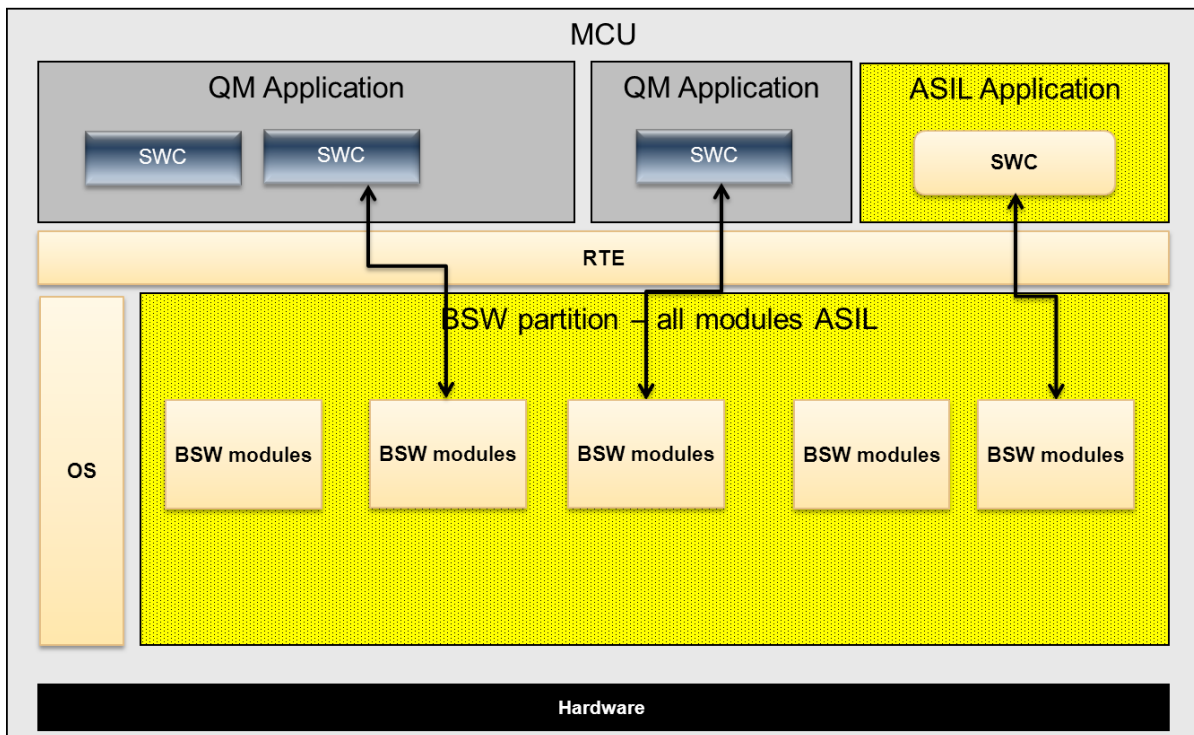 MCU
QM Application
QM Application
ASIL Application
SWC
SWC
SWC
SWC
RTE
BSW partition – all modules ASIL
OS
BSW modules
BSW modules
BSW modules
BSW modules
BSW modules
Hardware